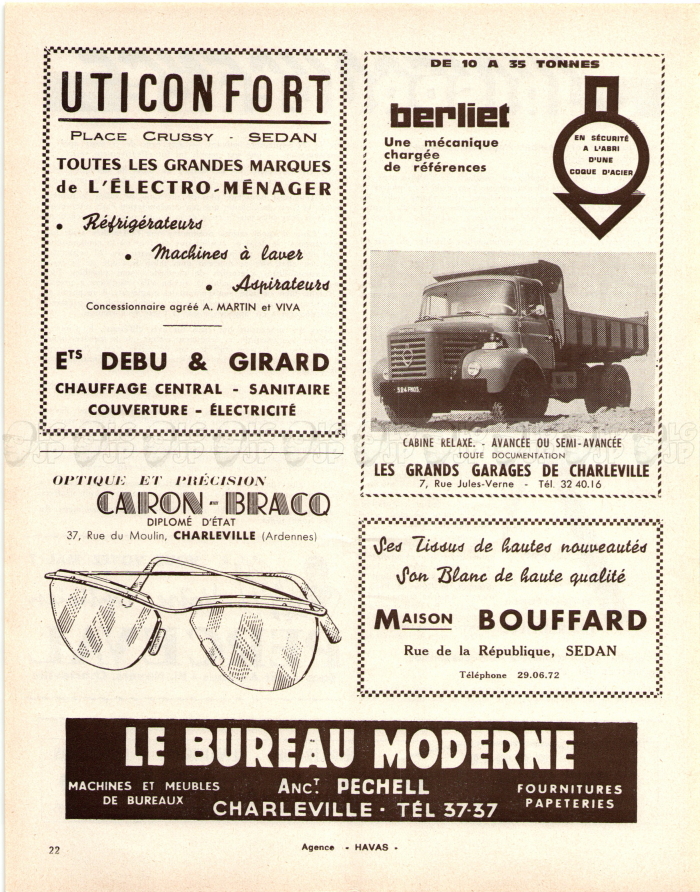 UTICONFORT
PLACE CRUSSY - SEDAN
TOUTES LES GRANDES MARQUES
de L'ÉLECTRO-MÉNAGER
• Réfrigérateurs
• Machines à laver
• Aspirateurs
Concessionnaire agréé A. MARTIN et VIVA
ETS DEBU & GIRARD
CHAUFFAGE CENTRAL - SANITAIRE
COUVERTURE - ÉLECTRICITÉ
DE 10 A 35 TONNES
berliet
Une mécanique
chargée
de références
EN SÉCURITÉ
A L'ABRI
D'UNE
COQUE D'ACIER
CABINE RELAXE. - AVANCÉE OU SEMI-AVANCÉE
TOUTE DOCUMENTATION
LES GRANDS GARAGES DE CHARLEVILLE
7, Rue Jules-Verne - Tél. 32 40.16
OPTIQUE ET PRÉCISION
CARON-BRACQ
DIPLOMÉ D'ÉTAT
37, Rue du Moulin, CHARLEVILLE (Ardennes)
Ses Tissus de hautes nouveautés
Son Blanc de haute qualité
MAISON BOUFFARD
Rue de la République, SEDAN
Téléphone 29.06.72
LE BUREAU MODERNE
MACHINES ET MEUBLES
DE BUREAUX
ANCT. PECHELL
CHARLEVILLE - TÉL 37-37
FOURNITURES
PAPETERIES
22
Agence - HAVAS -